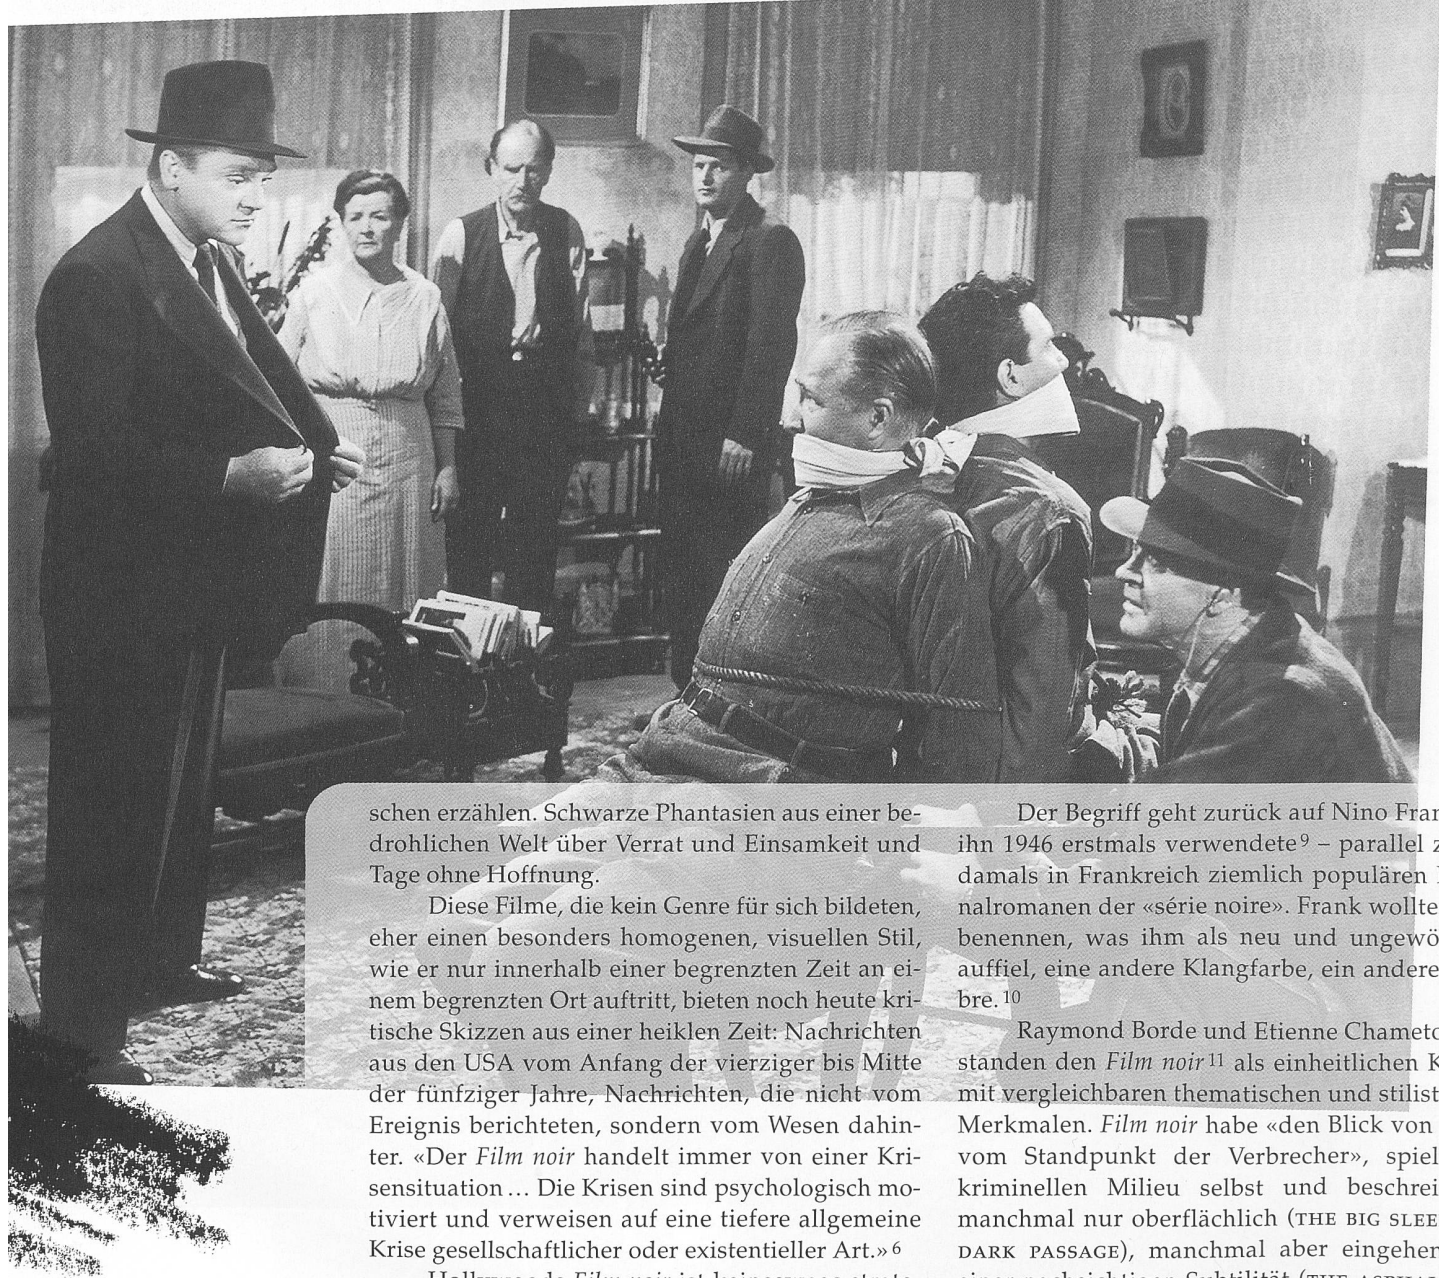 schen erzählen. Schwarze Phantasien aus einer be-
drohlichen Welt über Verrat und Einsamkeit und
Tage ohne Hoffnung.
Diese Filme, die kein Genre für sich bildeten,
eher einen besonders homogenen, visuellen Stil,
wie er nur innerhalb einer begrenzten Zeit an ei-
nem begrenzten Ort auftritt, bieten noch heute kri-
tische Skizzen aus einer heiklen Zeit: Nachrichten
aus den USA vom Anfang der vierziger bis Mitte
der fünfziger Jahre, Nachrichten, die nicht vom
Ereignis berichteten, sondern vom Wesen dahin-
ter. «Der Film noir handelt immer von einer Kri-
sensituation… Die Krisen sind psychologisch mo-
tiviert und verweisen auf eine tiefere allgemeine
Krise gesellschaftlicher oder existentieller Art.» 6
Film noir ist
Der Begriff geht zurück auf Nino
ihn 1946 erstmals verwendete 9 – parallel
damals in Frankreich ziemlich populären
nalromanen der «série noire». Frank wollte
benennen, was ihm als neu und
auffiel, eine andere Klangfarbe, ein andere
bre. 10
Raymond Borde und Etienne
standen den Film noir 11 als einheitlichen
mit vergleichbaren thematischen und
Merkmalen. Film noir habe «den Blick von
vom Standpunkt der Verbrecher», spiel
kriminellen Milieu selbst und
manchmal nur oberflächlich (THE BIG
DARK PASSAGE), manchmal aber